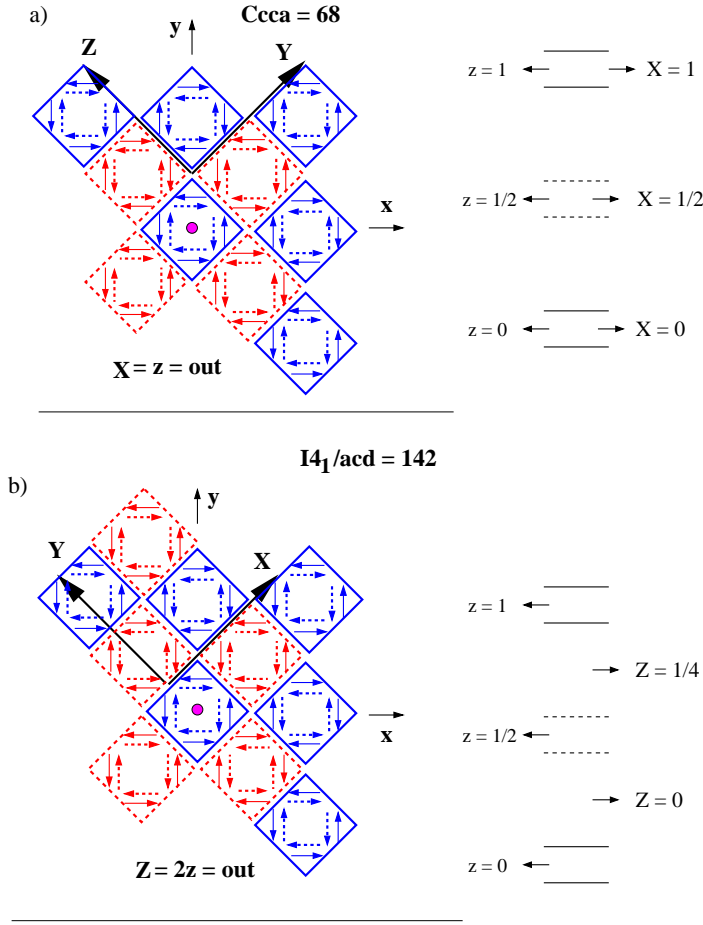 a)
Ccca = 68
y
Z
Y
x
X = z = out
z = 1
X = 1
z = 1/2
X = 1/2
z = 0
X = 0
I4₁/acd = 142
b)
y
Y
X
x
Z = 2z = out
z = 1
Z = 1/4
z = 1/2
Z = 0
z = 0